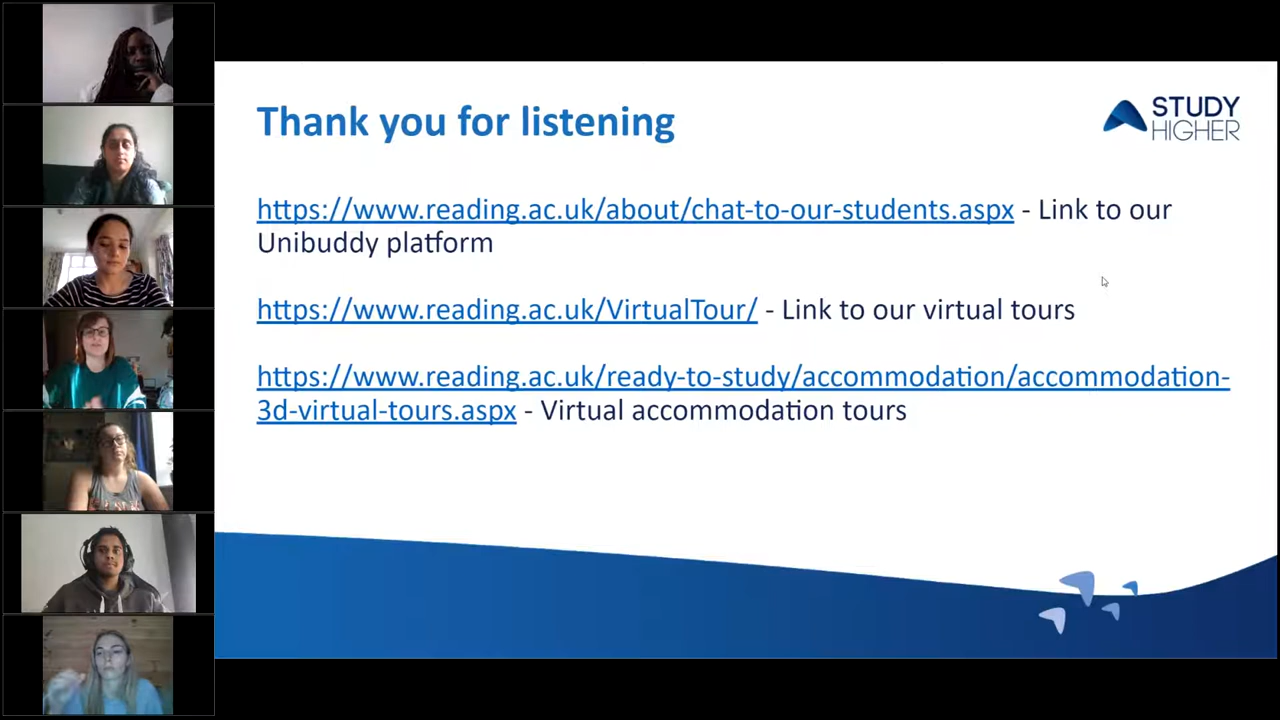 Thank you for listening
STUDY
HIGHER
https://www.reading.ac.uk/about/chat-to-our-students.aspx - Link to our
Unibuddy platform
https://www.reading.ac.uk/VirtualTour/ - Link to our virtual tours
https://www.reading.ac.uk/ready-to-study/accommodation/accommodation-
3d-virtual-tours.aspx - Virtual accommodation tours